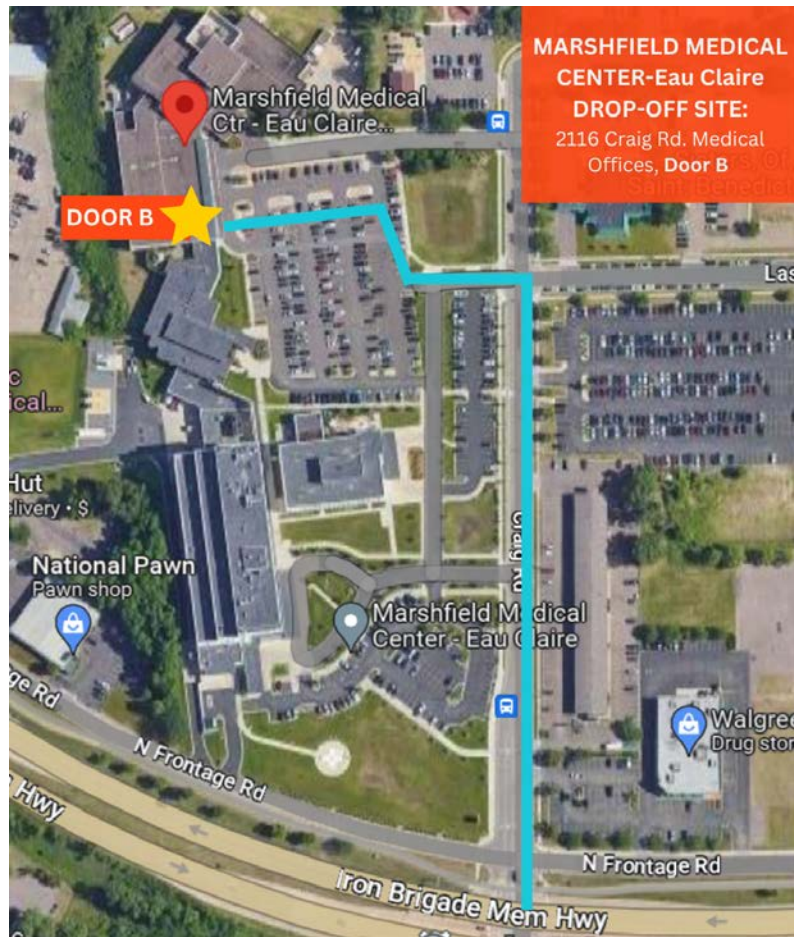 MARSHFIELD MEDICAL
CENTER-Eau Claire
DROP-OFF SITE:
2116 Craig Rd. Medical
Offices, Door B
Marshfield Medical
Ctr - Eau Claire...
DOOR B
Saint Benedict
Las
ical...
Hut
elivery • $
National Pawn
Pawn shop
Craig Rd
Marshfield Medical
Center - Eau Claire
ge Rd
N Frontage Rd
Walgree
Drug stor
Hwy
N Frontage Rd
Iron Brigade Mem Hwy